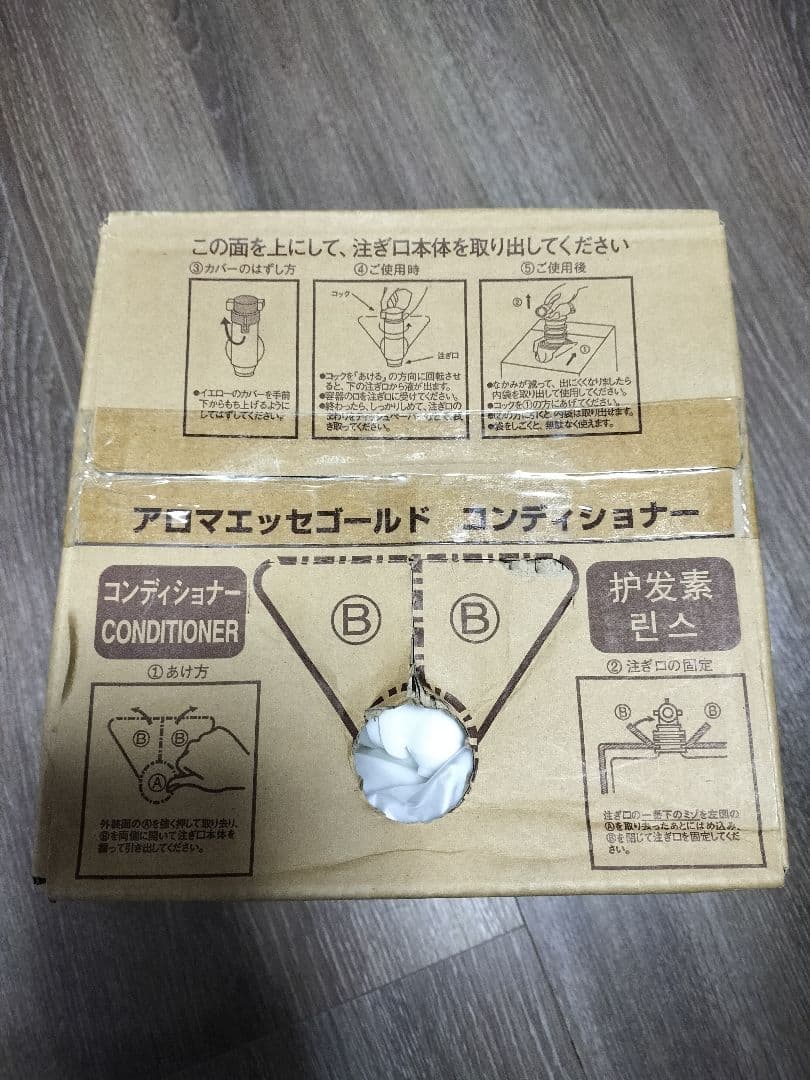 この面を上にして、注ぎ口本体を取り出してください
③カバーのはずし方
●イエローのカバーを手前
下からもち上げるように
してはずしてください。
④ご使用時
コック
注ぎ口
●コックを「あける」の方向に回転させ
ると、下の注ぎ口から液が出ます。
●容器の口を注ぎ口に受けてください。
●終わったら、しっかりしめて、注ぎ口の
き取ってください。
⑤ご使用後
②
①
●なかみが減って、出にくくなりましたら
内袋を取り出して使用してください。
●コックを①の方にあげてください。
内袋は取り出せます。
●袋をしごくと、無駄なく使えます。
アロマエッセゴールド コンディショナー
コンディショナー
CONDITIONER
Ⓑ Ⓑ
护发素
린스
①あけ方
Ⓑ Ⓑ
Ⓐ
外装面のⒶを強く押して取り去り、
Ⓑを両側に開いて注ぎ口本体を
握って引き出してください。
②注ぎ口の固定
Ⓑ Ⓑ
注ぎ口の一番下のミゾを左図の
Ⓐを取り去ったあとにはめ込み、
Ⓑを閉じて注ぎ口を固定してくだ
さい。